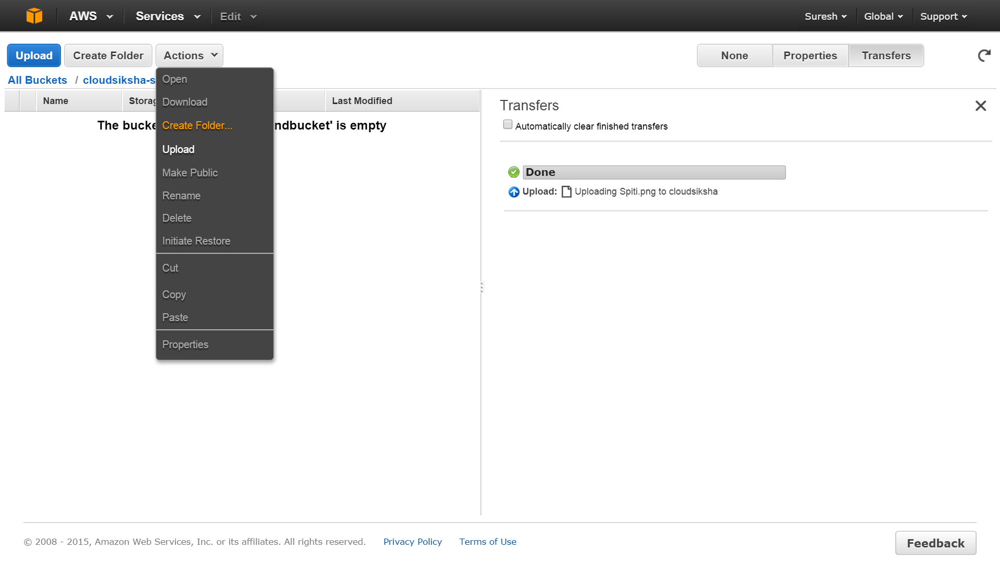 AWS Services Edit Suresh Global Support
Upload Create Folder Actions None Properties Transfers
All Buckets / cloudsiksha-s
Name Storag Last Modified
The bucke ndbucket' is empty
Open
Download
Create Folder...
Upload
Make Public
Rename
Delete
Initiate Restore
Cut
Copy
Paste
Properties
Transfers
Automatically clear finished transfers
Done
Upload: Uploading Spiti.png to cloudsiksha
© 2008 - 2015, Amazon Web Services, Inc. or its affiliates. All rights reserved. Privacy Policy Terms of Use
Feedback